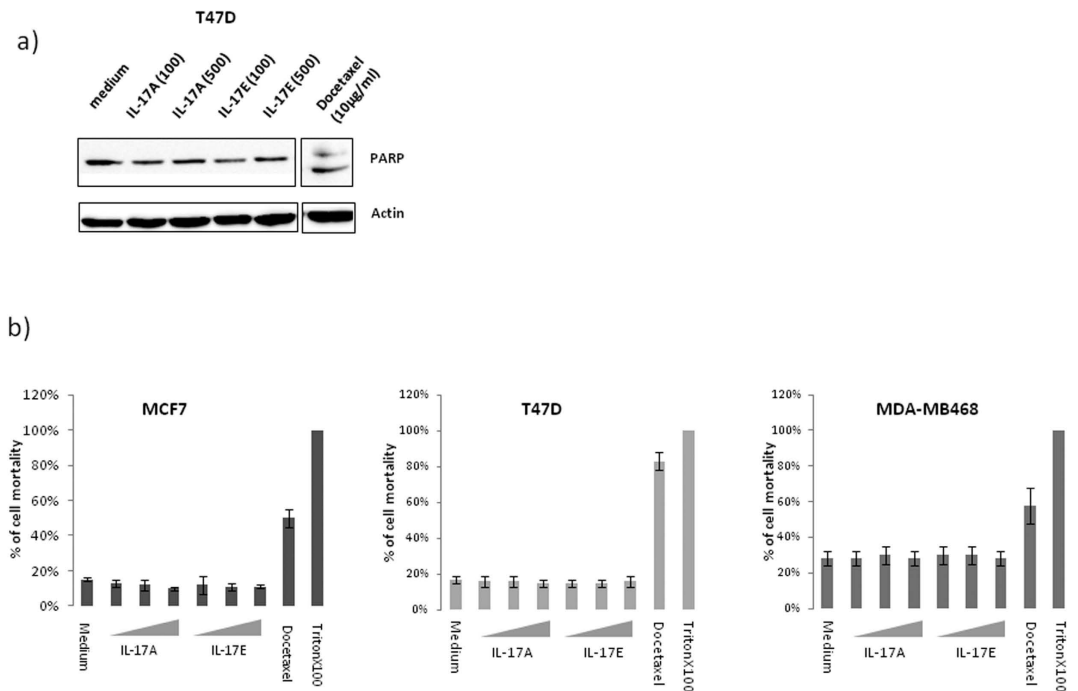 T47D
a)
medium
IL-17A (100)
IL-17A (500)
IL-17E (100)
IL-17E (500)
Docetaxel
(10µg/ml)
PARP
Actin
b)
MCF7
% of cell mortality
120%
100%
80%
60%
40%
20%
0%
Medium
IL-17A
IL-17E
Docetaxel
TritonX100
T47D
% of cell mortality
120%
100%
80%
60%
40%
20%
0%
Medium
IL-17A
IL-17E
Docetaxel
TritonX100
MDA-MB468
% of cell mortality
120%
100%
80%
60%
40%
20%
0%
Medium
IL-17A
IL-17E
Docetaxel
TritonX100